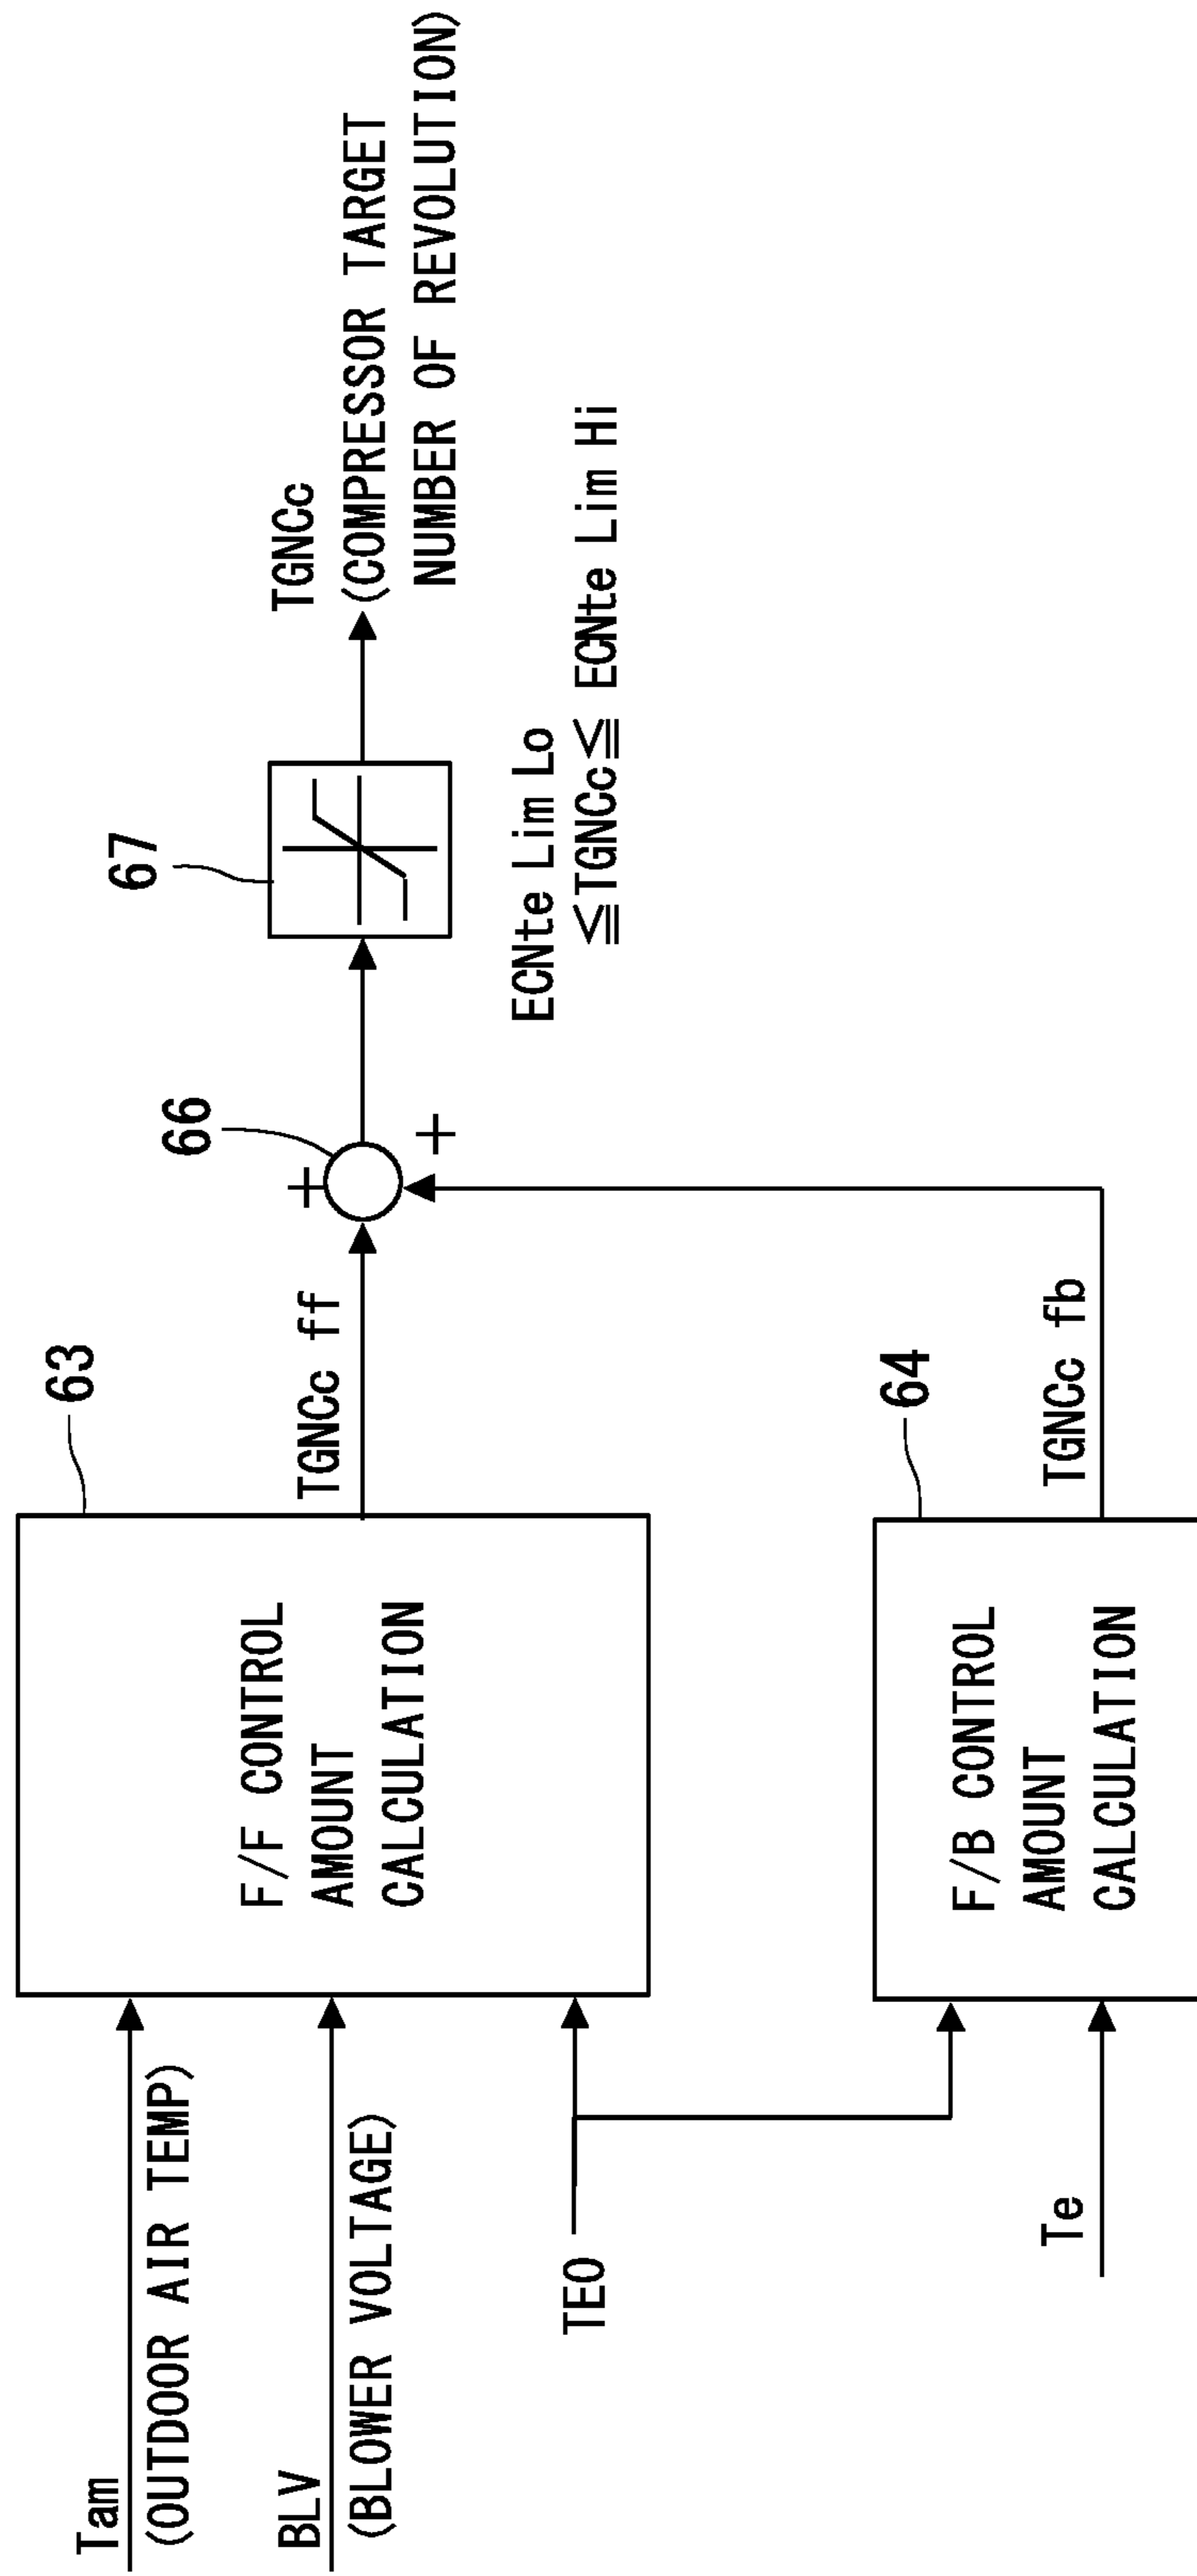 Tam
(OUTDOOR AIR TEMP)
BLV
(BLOWER VOLTAGE)
TEO
Te
63
F/F CONTROL
AMOUNT
CALCULATION
TGNCc ff
64
F/B CONTROL
AMOUNT
CALCULATION
TGNCc fb
66
+
+
67
ECNte Lim Lo
≦TGNCc≦ ECNte Lim Hi
TGNCc
(COMPRESSOR TARGET
NUMBER OF REVOLUTION)